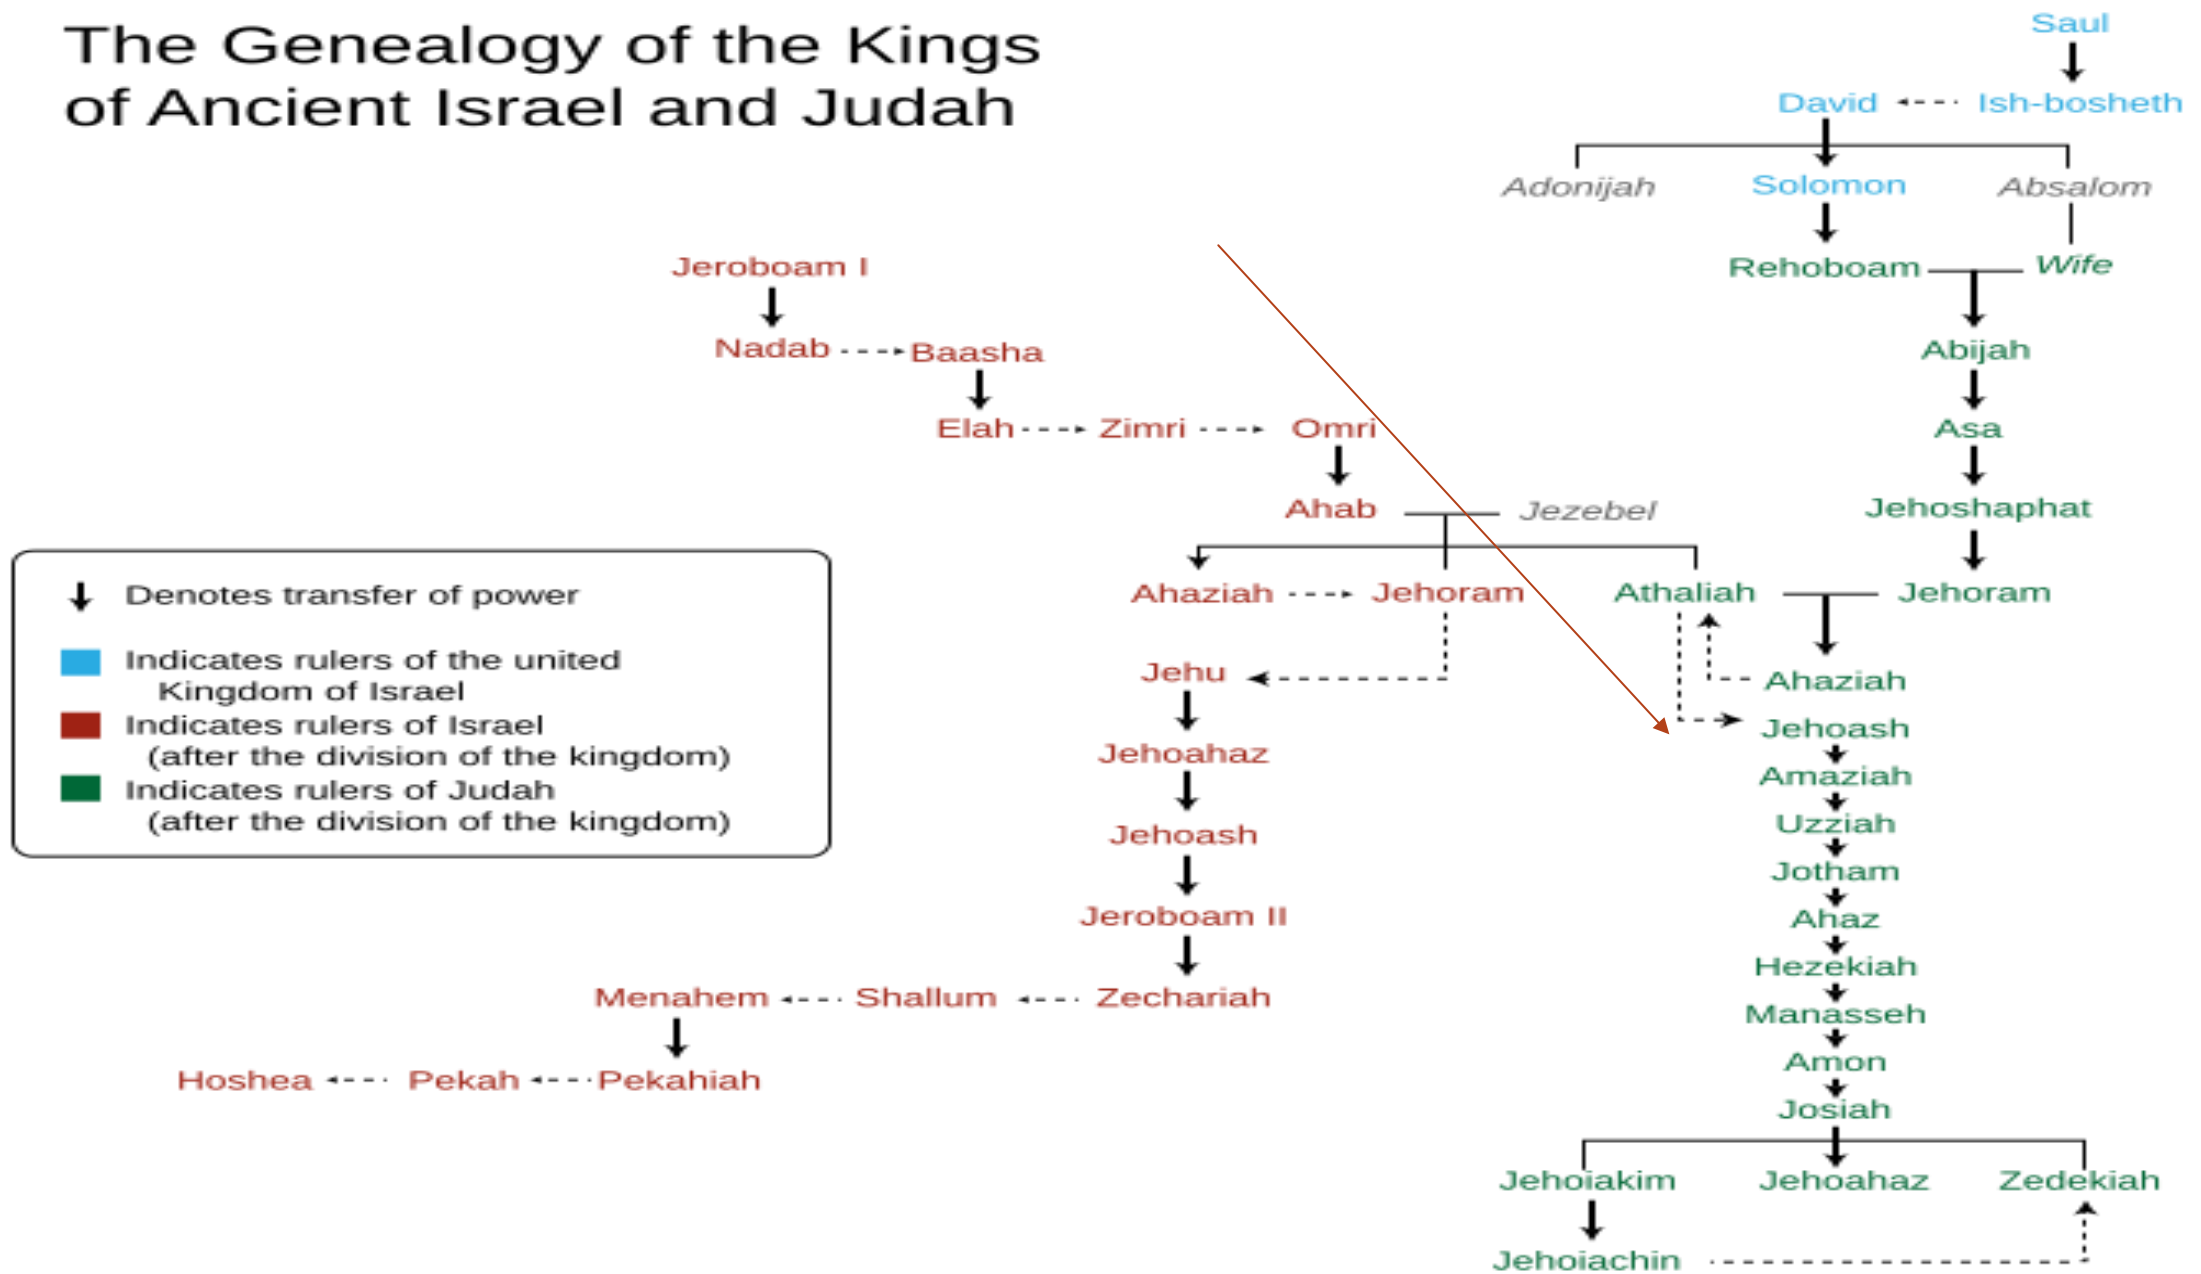 The Genealogy of the Kings
of Ancient Israel and Judah
Saul
David Ish-bosheth
Adonijah Solomon Absalom
Jeroboam I Rehoboam Wife
Nadab Baasha Abijah
Elah Zimri Omri Asa
Ahab Jezebel Jehoshaphat
Ahaziah Jehoram Athaliah Jehoram
Jehu Ahaziah
Jehoash
Jehoahaz Amaziah
Jehoash Uzziah
Jotham
Jeroboam II Ahaz
Hezekiah
Menahem Shallum Zechariah Manasseh
Amon
Hoshea Pekah Pekahiah Josiah
Jehoiakim Jehoahaz Zedekiah
Jehoiachin
Denotes transfer of power
Indicates rulers of the united
Kingdom of Israel
Indicates rulers of Israel
(after the division of the kingdom)
Indicates rulers of Judah
(after the division of the kingdom)